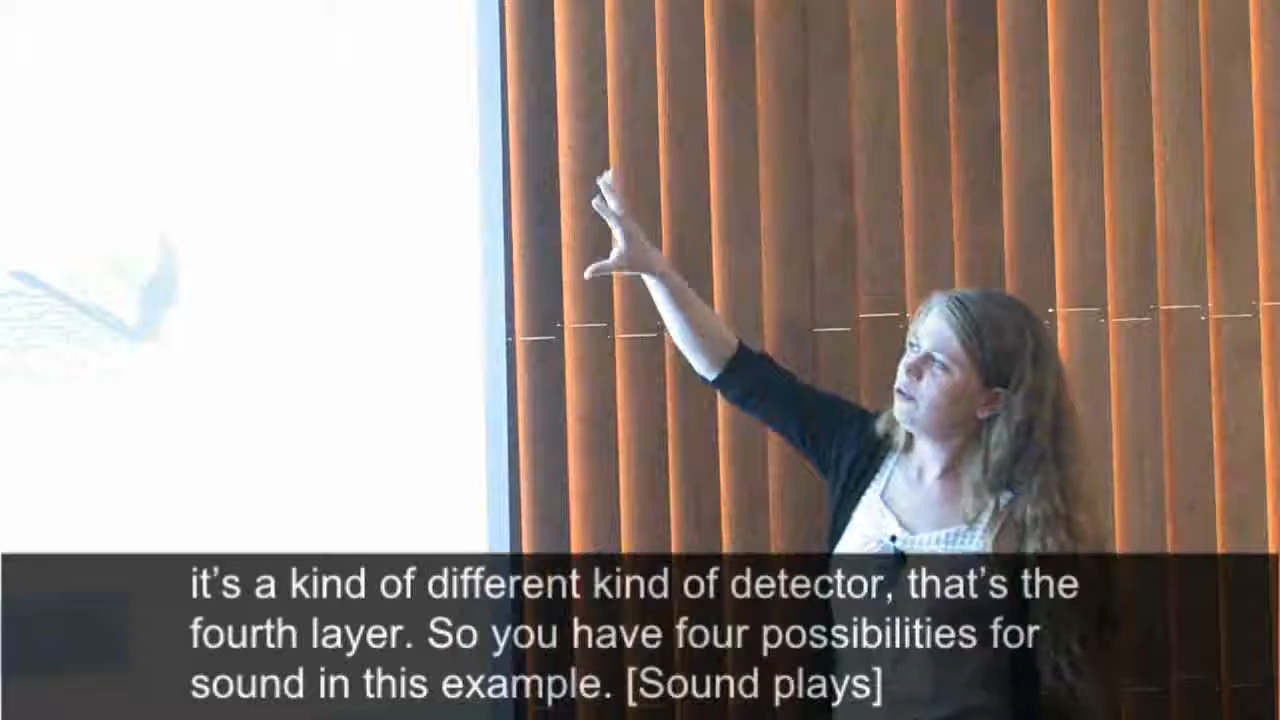 it’s a kind of different kind of detector, that’s the
fourth layer. So you have four possibilities for
sound in this example. [Sound plays]